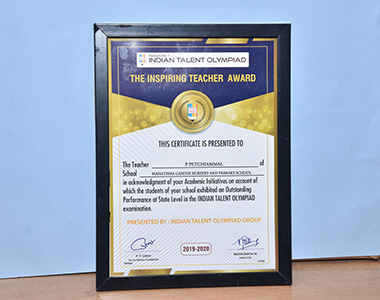 INDIAN TALENT OLYMPIAD
THE INSPIRING TEACHER AWARD
THIS CERTIFICATE IS PRESENTED TO
The Teacher P.PETCHIAMMAL of
School MAHATHMA GANDHI NURSERY AND PRIMARY SCHOOL
in acknowledgment of your Academic Initiatives on account of
which the students of your school exhibited an Outstanding
Performance at State Level in the INDIAN TALENT OLYMPIAD
examination.
PRESENTED BY : INDIAN TALENT OLYMPIAD GROUP
2019-2020